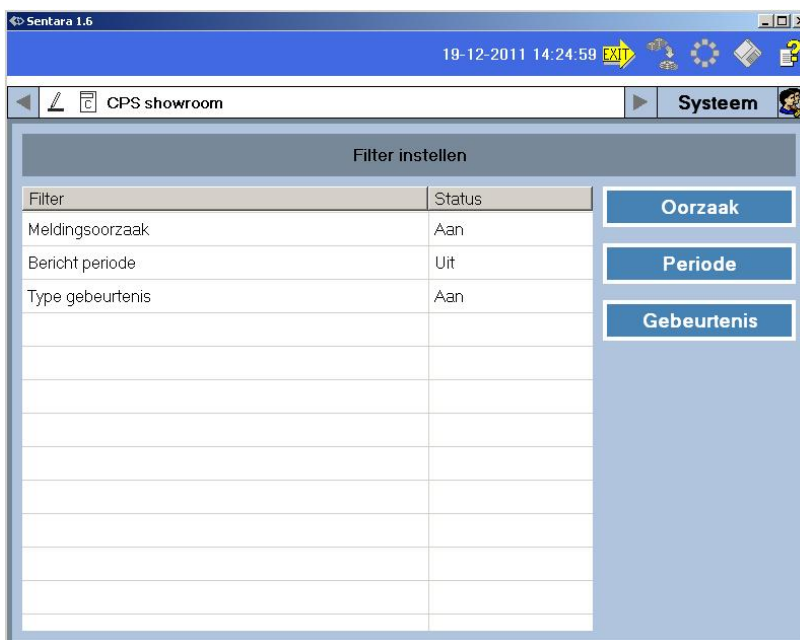 Sentara 1.6
19-12-2011 14:24:59 EXIT
CPS showroom Systeem
Filter instellen
Filter Status
Oorzaak
Meldingsoorzaak Aan
Bericht periode Uit
Periode
Type gebeurtenis Aan
Gebeurtenis